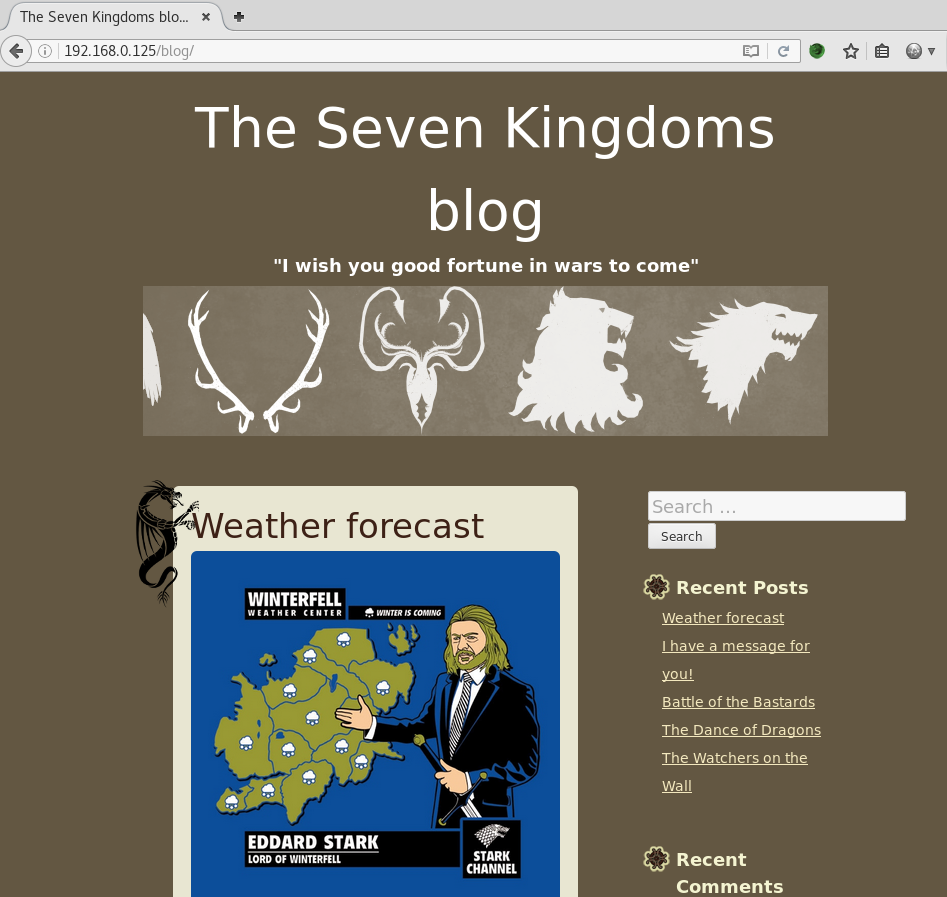 The Seven Kingdoms blo...
192.168.0.125/blog/
The Seven Kingdoms
blog
"I wish you good fortune in wars to come"
Weather forecast
WINTERFELL
WEATHER CENTER
WINTER IS COMING
EDDARD STARK
LORD OF WINTERFELL
STARK
CHANNEL
Search ...
Search
Recent Posts
Weather forecast
I have a message for
you!
Battle of the Bastards
The Dance of Dragons
The Watchers on the
Wall
Recent
Comments